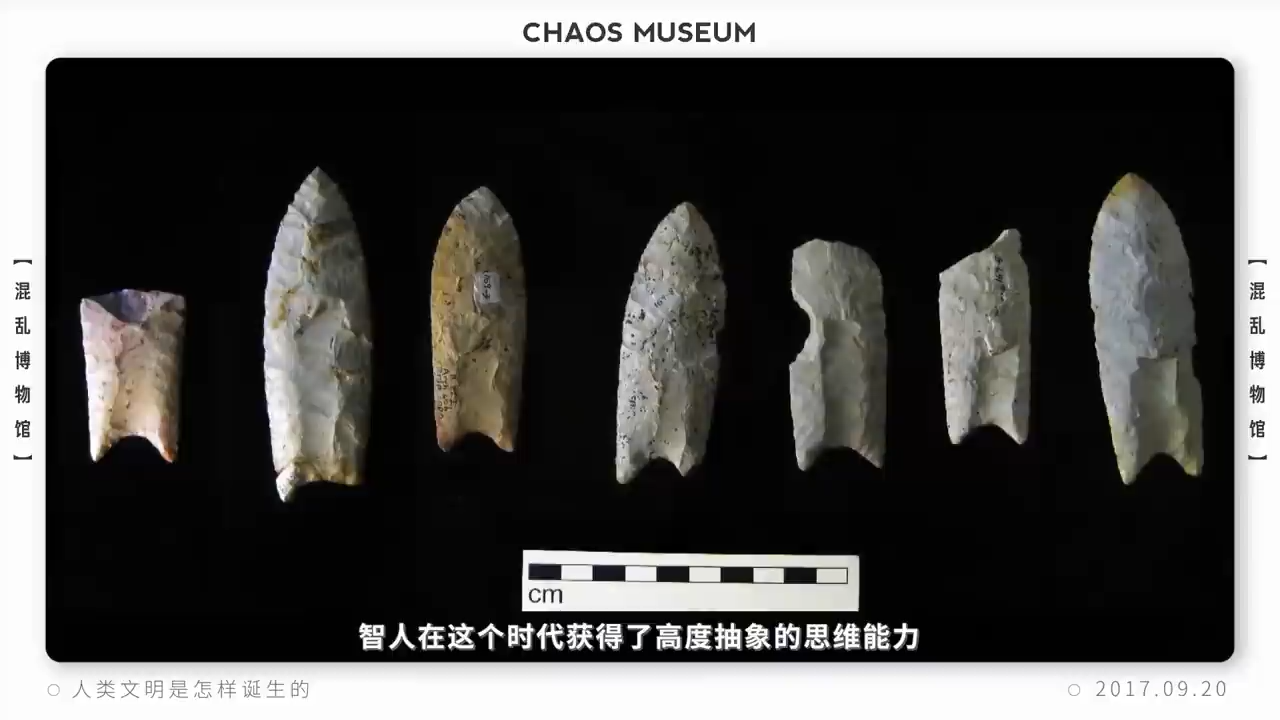 CHAOS MUSEUM
【混乱博物馆】
【混乱博物馆】
cm
智人在这个时代获得了高度抽象的思维能力
人类文明是怎样诞生的
2017.09.20